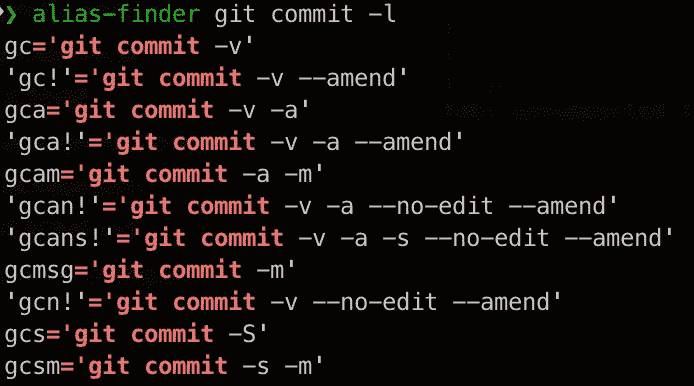 ❯ alias-finder git commit -l
gc='git commit -v'
'gc!'='git commit -v --amend'
gca='git commit -v -a'
'gca!'='git commit -v -a --amend'
gcam='git commit -a -m'
'gcan!'='git commit -v -a --no-edit --amend'
'gcans!'='git commit -v -a -s --no-edit --amend'
gcmsg='git commit -m'
'gcn!'='git commit -v --no-edit --amend'
gcs='git commit -S'
gcsm='git commit -s -m'